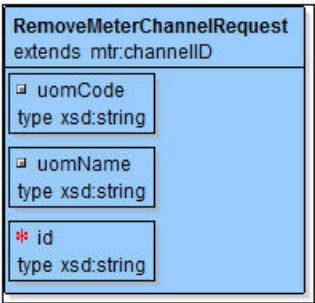 RemoveMeterChannelRequest
extends mtr:channelID
uomCode
type xsd:string
uomName
type xsd:string
* id
type xsd:string